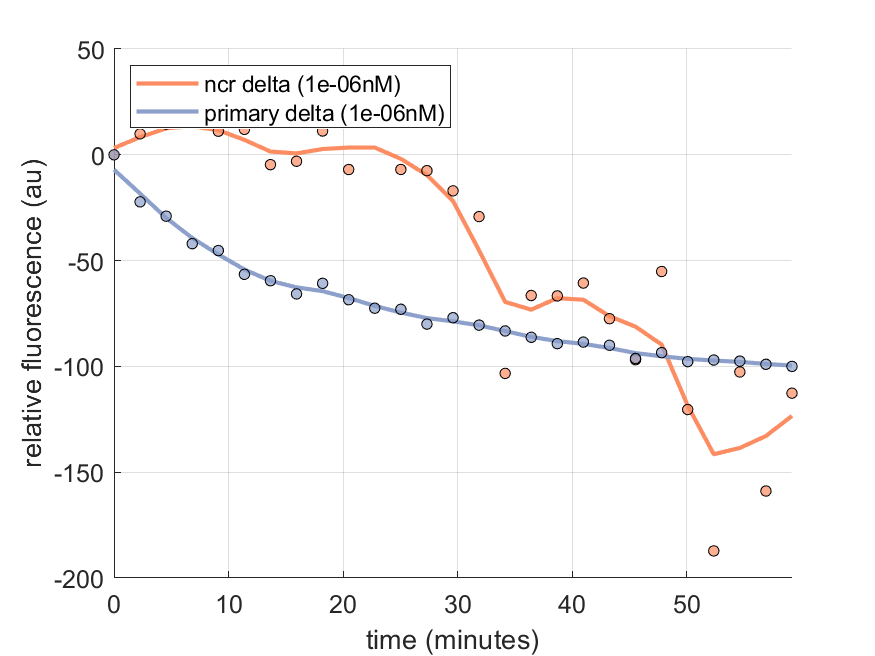 50
0
-50
-100
-150
-200
ncr delta (1e-06nM)
primary delta (1e-06nM)
relative fluorescence (au)
0 10 20 30 40 50
time (minutes)